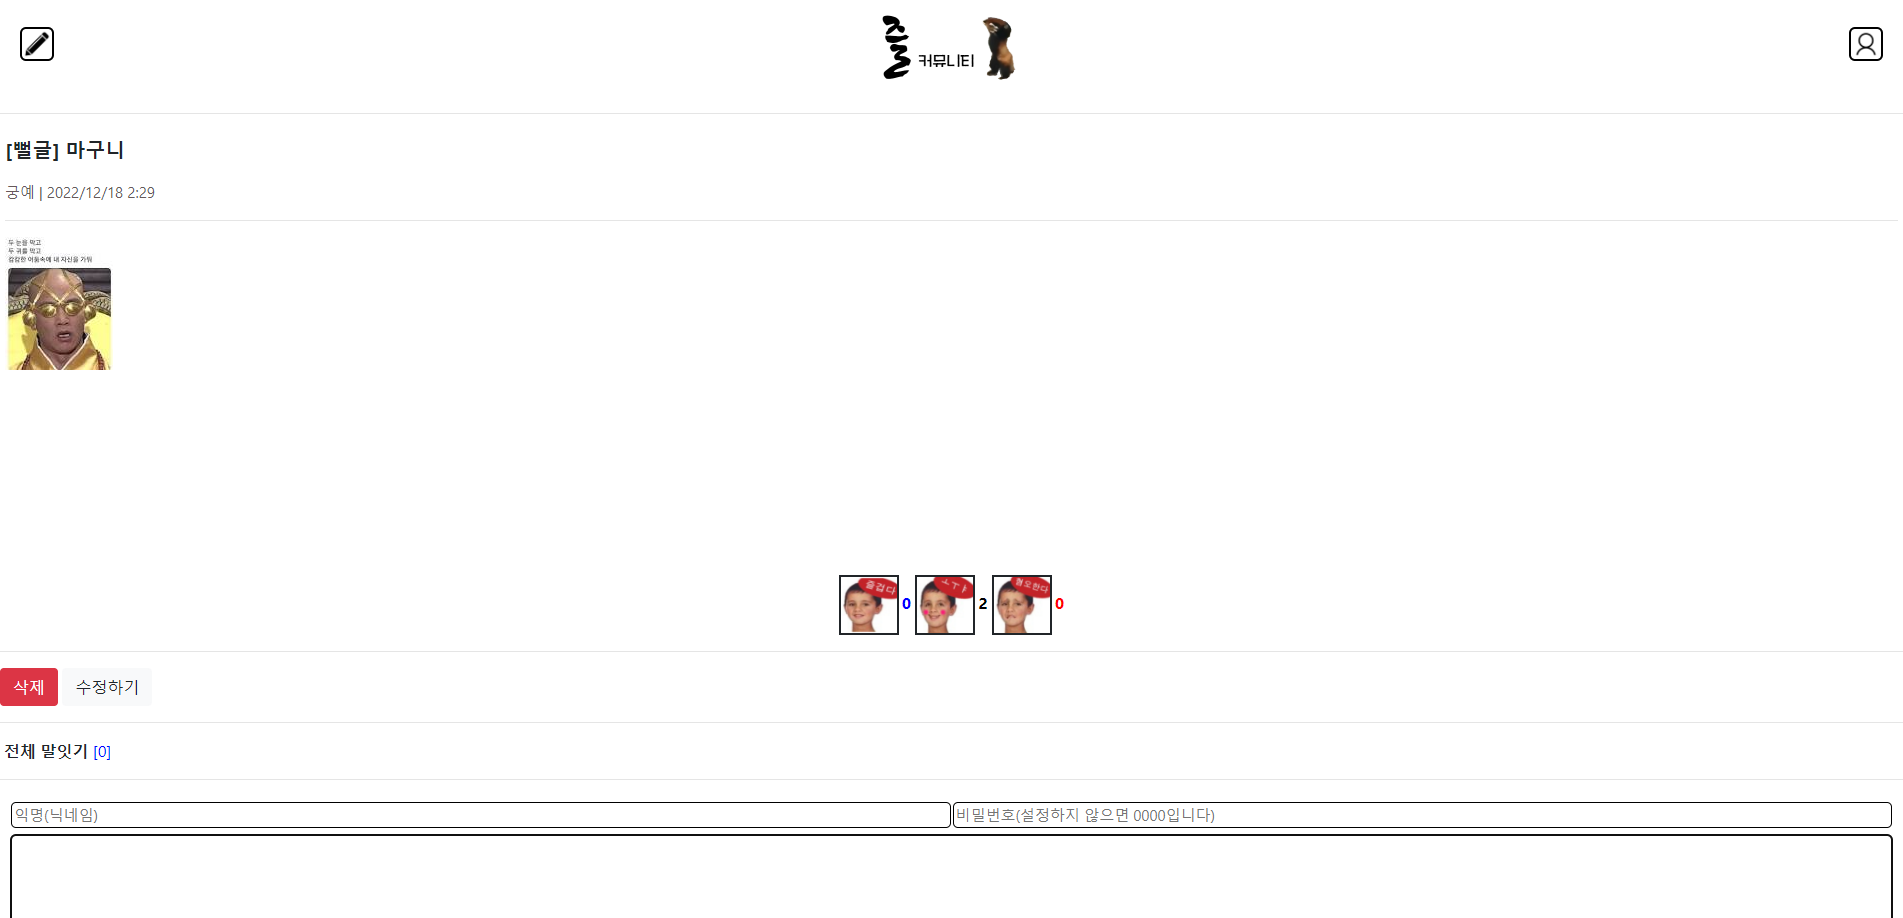 즐
커뮤니티
[뻘글] 마구니
궁예 | 2022/12/18 2:29
두 눈을 막고
두 귀를 막고
캄캄한 어둠속에 내 자신을 가둬
즐겁다 0 2 혐오한다 0
삭제 수정하기
전체 말잇기 [0]
익명(닉네임) 비밀번호(설정하지 않으면 0000입니다)